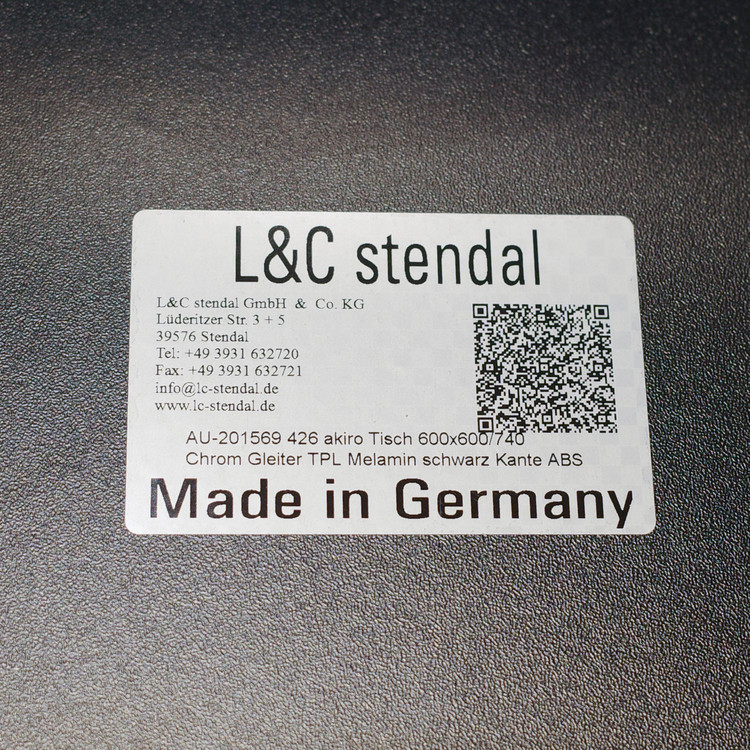 L&C stendal
L&C stendal GmbH & Co. KG
Lüderitzer Str. 3 + 5
39576 Stendal
Tel: +49 3931 632720
Fax: +49 3931 632721
info@lc-stendal.de
www.lc-stendal.de
AU-201569 426 akiro Tisch 600x600/740
Chrom Gleiter TPL Melamin schwarz Kante ABS
Made in Germany